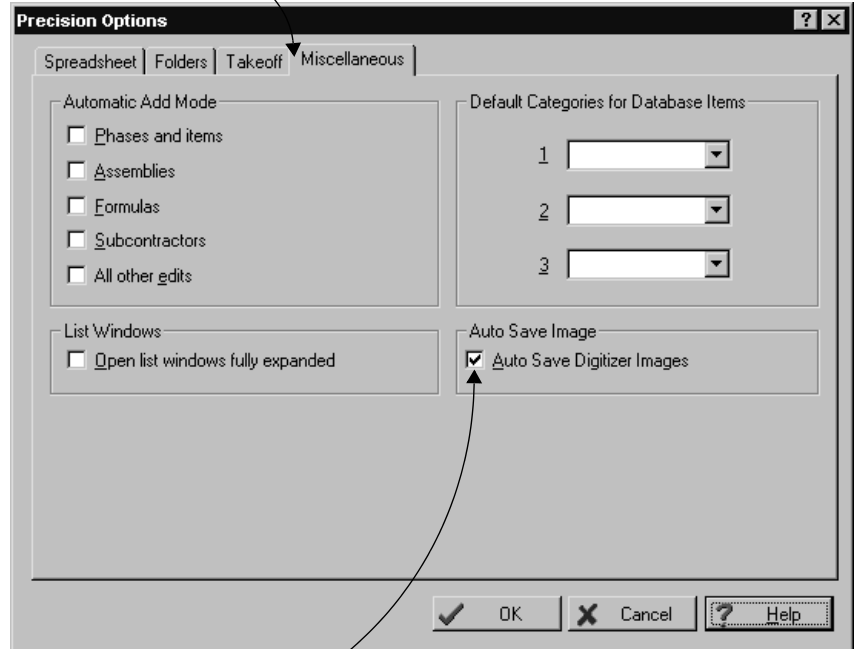 Precision Options
Spreadsheet Folders Takeoff Miscellaneous
Automatic Add Mode
Phases and items
Assemblies
Formulas
Subcontractors
All other edits
Default Categories for Database Items
1
2
3
List Windows
Open list windows fully expanded
Auto Save Image
Auto Save Digitizer Images
OK Cancel ? Help